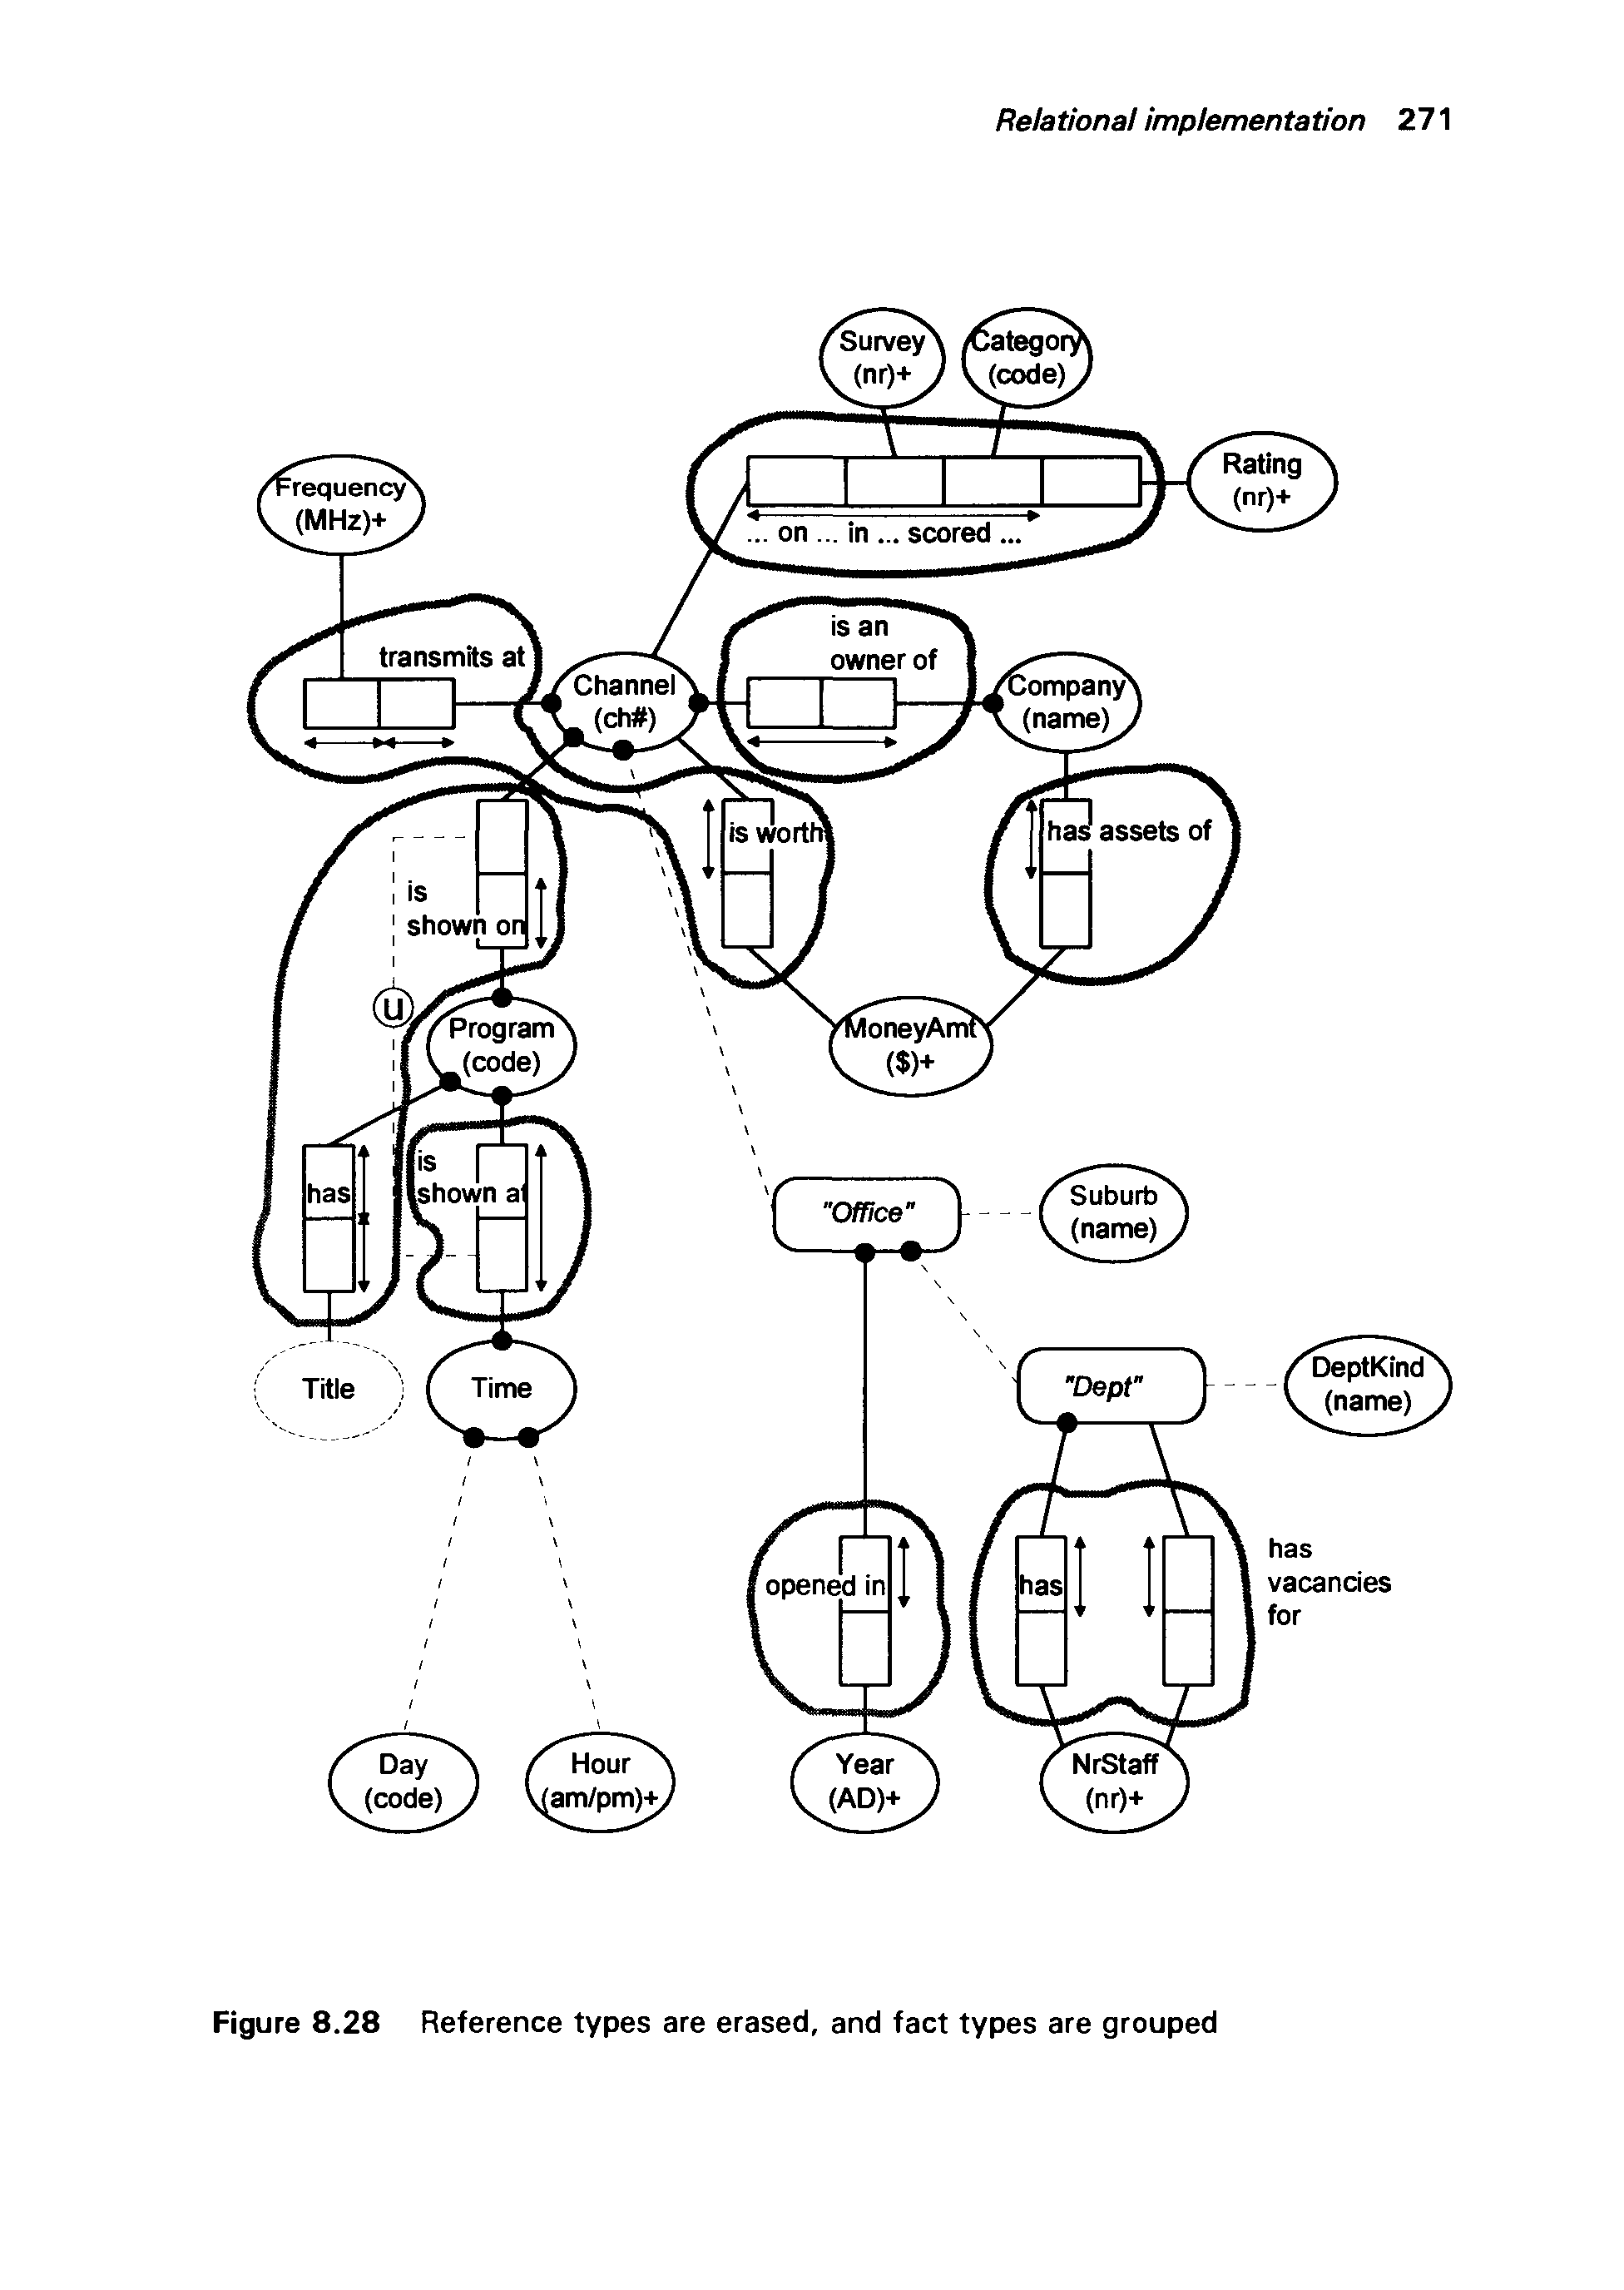 Relational implementation 271
Survey
(nr)+
Category
(code)
Rating
(nr)+
Frequency
(MHz)+
... on ... in ... scored ...
transmits at
is an
owner of
Channel
(ch#)
Company
(name)
is worth
has assets of
is
shown on
U
Program
(code)
MoneyAmt
($)+
has
is
shown at
"Office"
Suburb
(name)
Title
Time
"Dept"
DeptKind
(name)
opened in
has
has
vacancies
for
Day
(code)
Hour
(am/pm)+
Year
(AD)+
NrStaff
(nr)+
Figure 8.28 Reference types are erased, and fact types are grouped